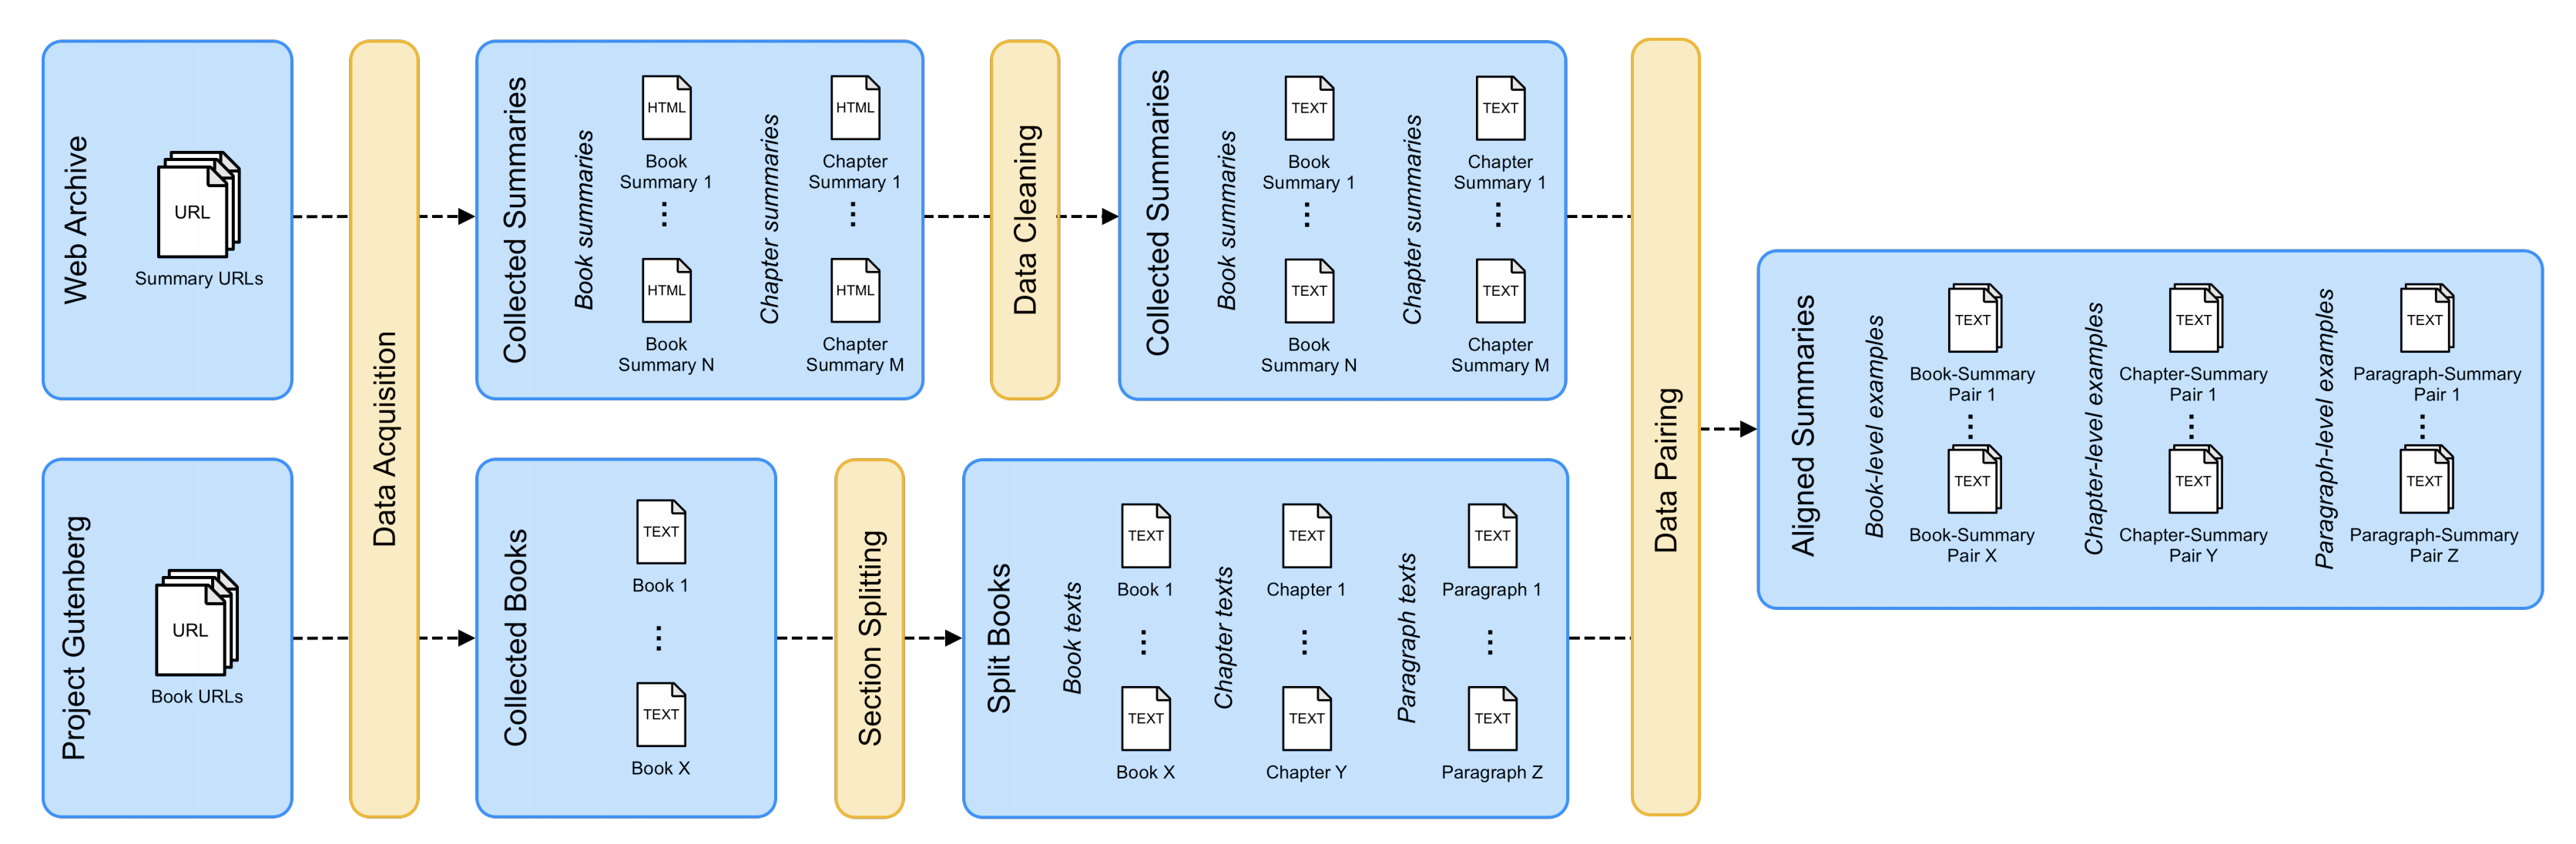 Web Archive
URL
Summary URLs
Project Gutenberg
URL
Book URLs
Data Acquisition
Collected Summaries
Book summaries
HTML
Book
Summary 1
⋮
HTML
Book
Summary N
Chapter summaries
HTML
Chapter
Summary 1
⋮
HTML
Chapter
Summary M
Data Cleaning
Collected Summaries
Book summaries
TEXT
Book
Summary 1
⋮
TEXT
Book
Summary N
Chapter summaries
TEXT
Chapter
Summary 1
⋮
TEXT
Chapter
Summary M
Collected Books
TEXT
Book 1
⋮
TEXT
Book X
Section Splitting
Split Books
Book texts
TEXT
Book 1
⋮
TEXT
Book X
Chapter texts
TEXT
Chapter 1
⋮
TEXT
Chapter Y
Paragraph texts
TEXT
Paragraph 1
⋮
TEXT
Paragraph Z
Data Pairing
Aligned Summaries
Book-level examples
TEXT
Book-Summary
Pair 1
⋮
TEXT
Book-Summary
Pair X
Chapter-level examples
TEXT
Chapter-Summary
Pair 1
⋮
TEXT
Chapter-Summary
Pair Y
Paragraph-level examples
TEXT
Paragraph-Summary
Pair 1
⋮
TEXT
Paragraph-Summary
Pair Z